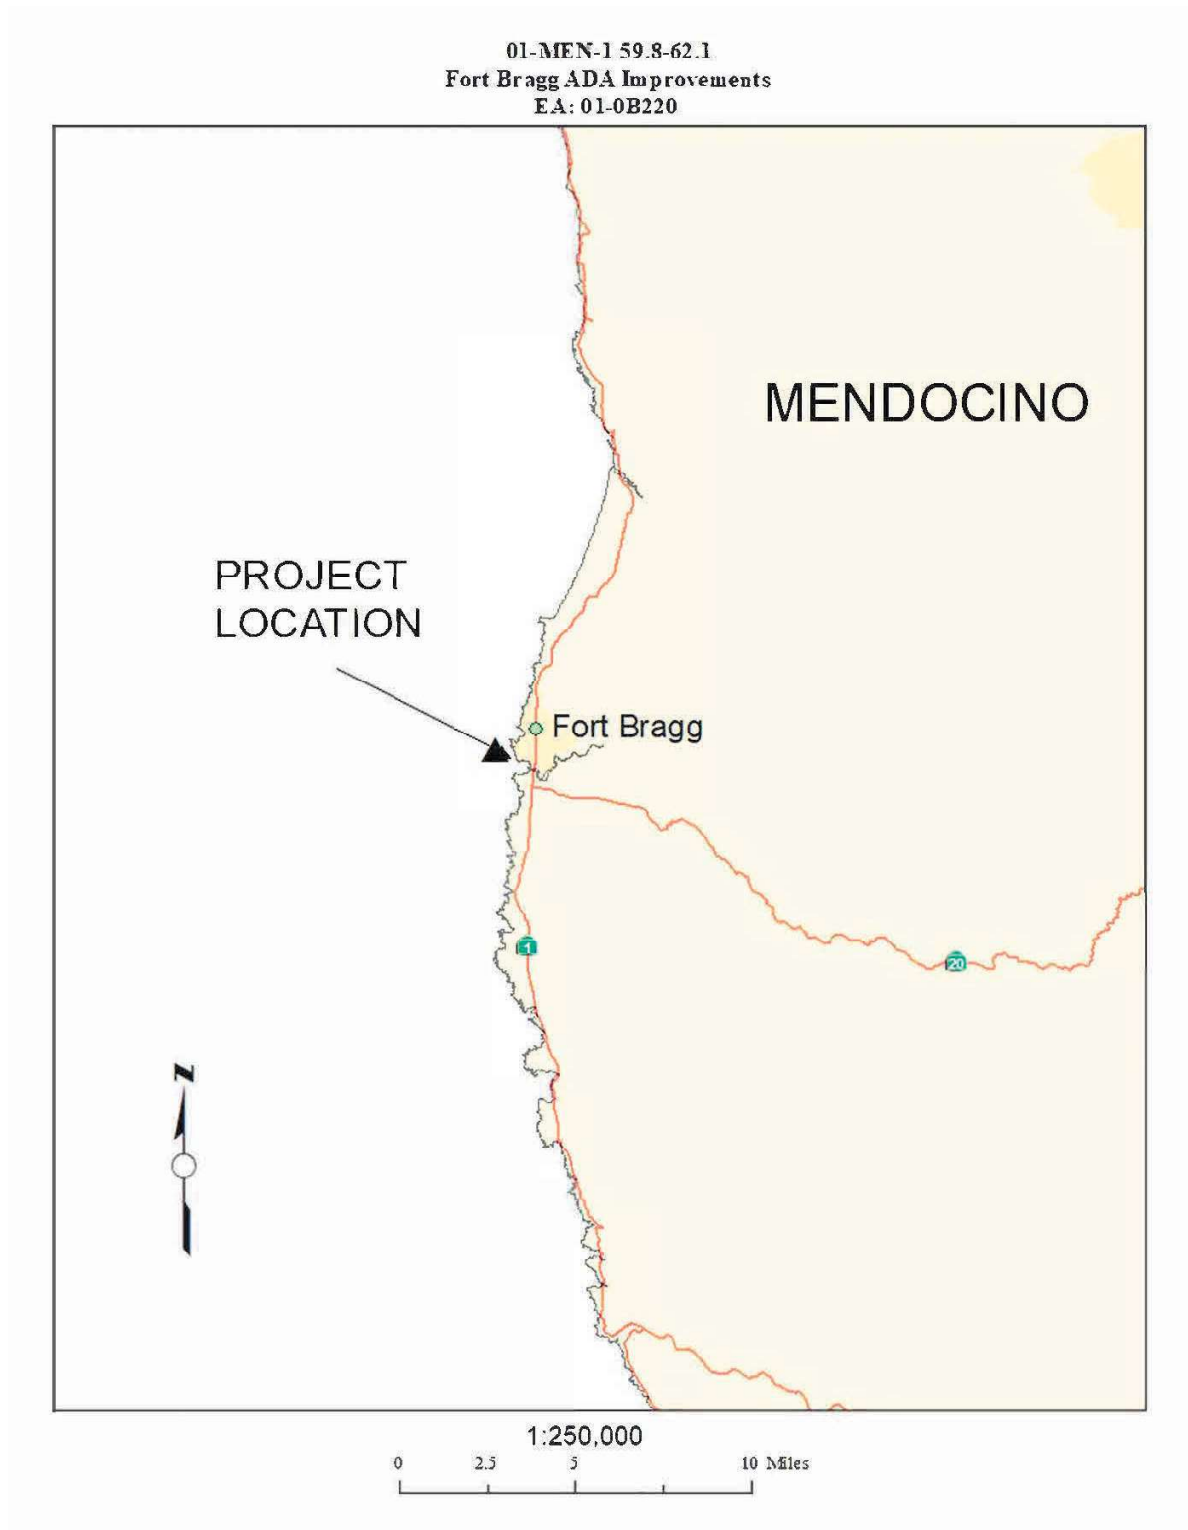 01-MEN-1 59.8-62.1
Fort Bragg ADA Improvements
EA: 01-0B220
MENDOCINO
PROJECT
LOCATION
Fort Bragg
1
20
N
1:250,000
0 2.5 5 10 Miles